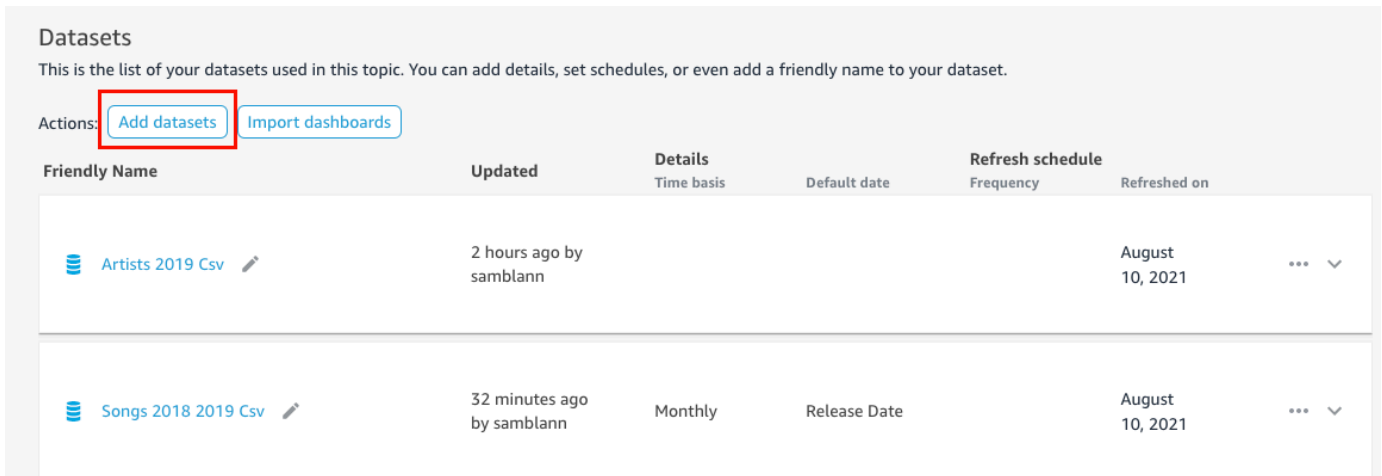 Datasets
This is the list of your datasets used in this topic. You can add details, set schedules, or even add a friendly name to your dataset.
Actions: Add datasets Import dashboards
Friendly Name Updated Details Refresh schedule
Time basis Default date Frequency Refreshed on
Artists 2019 Csv
2 hours ago by
samblann
August
10, 2021
Songs 2018 2019 Csv
32 minutes ago
by samblann
Monthly
Release Date
August
10, 2021